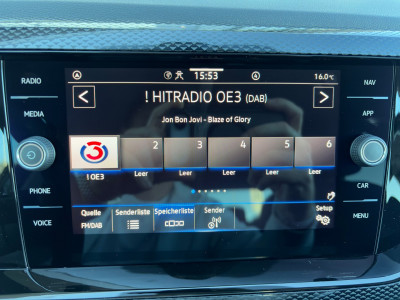 RADIO
MEDIA
PHONE
VOICE
15:53
16.0°C
! HITRADIO OE3 (DAB)
Jon Bon Jovi - Blaze of Glory
3 2 3 4 5 6
! OE3 Leer Leer Leer Leer Leer
Quelle Senderliste Speicherliste Sender Setup
FM/DAB
NAV
APP
CAR
MENU